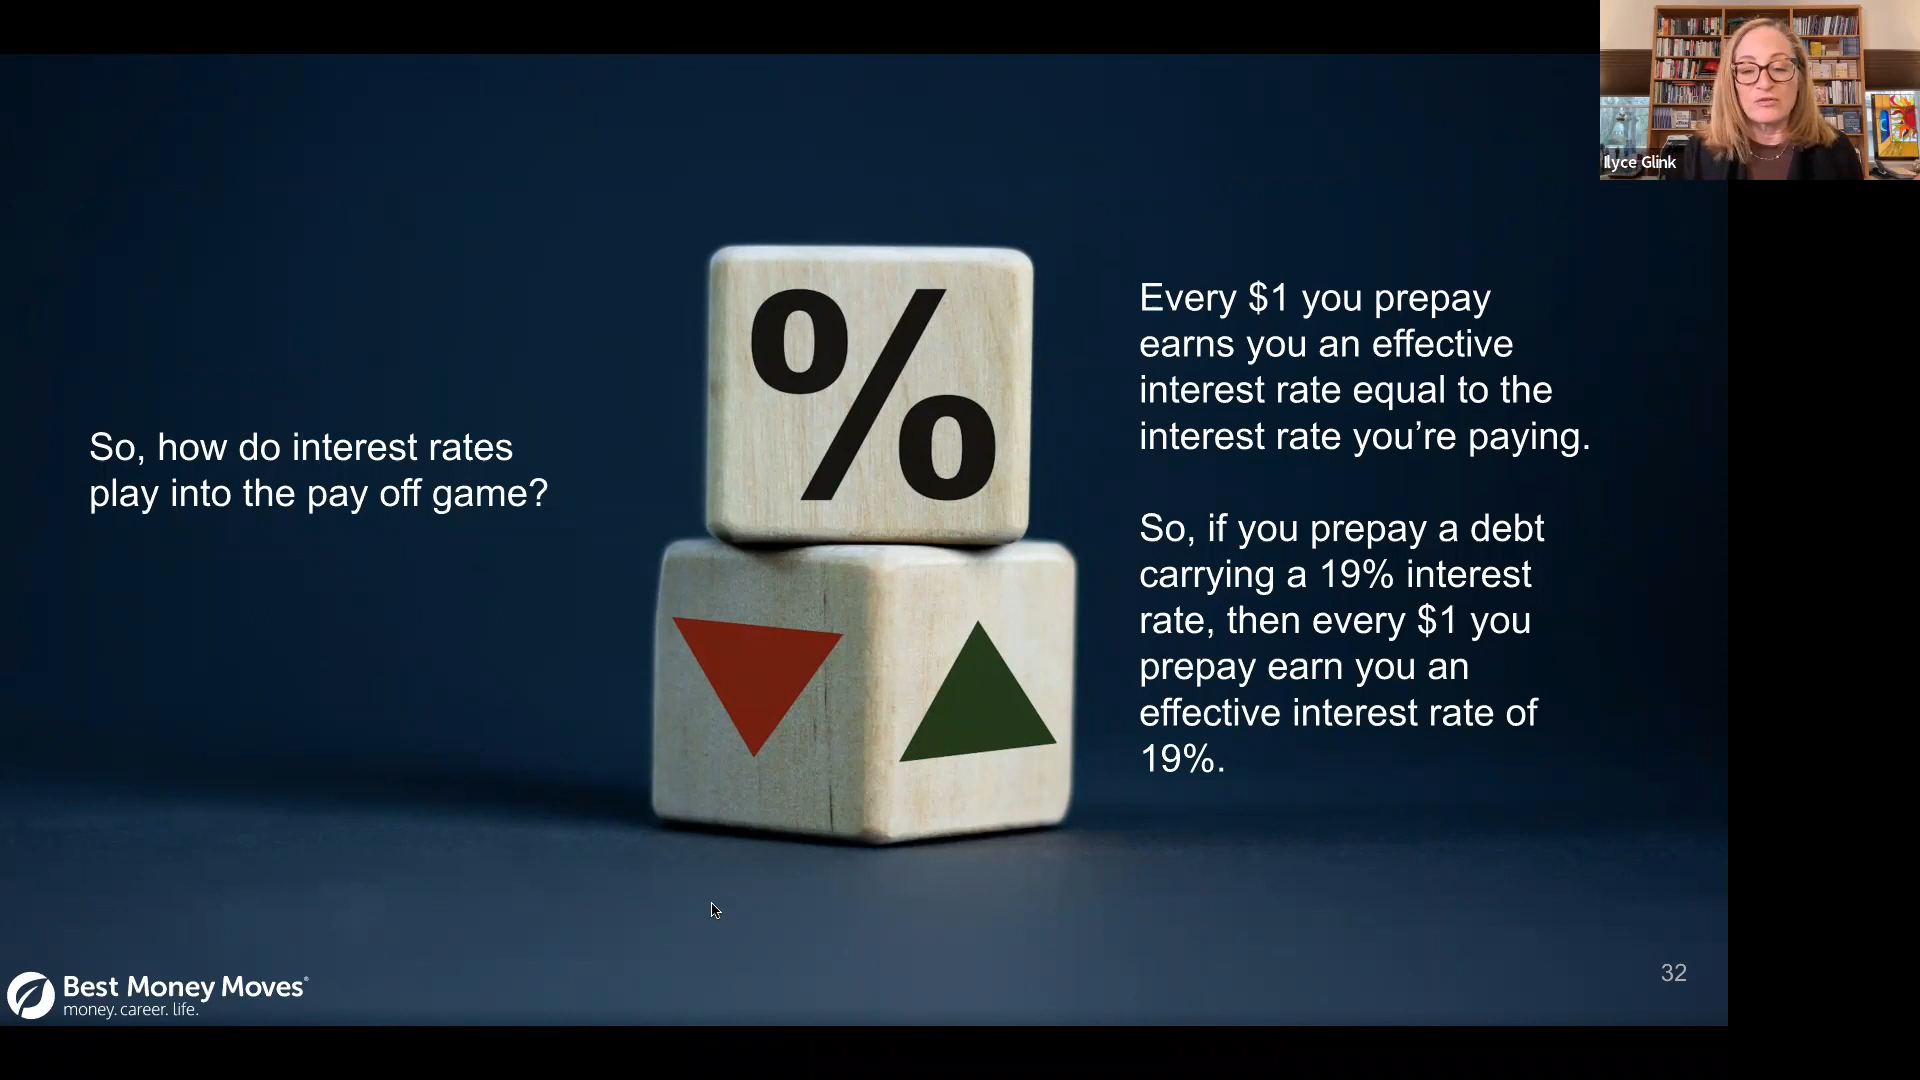 Ilyce Glink
So, how do interest rates
play into the pay off game?
%
Every $1 you prepay
earns you an effective
interest rate equal to the
interest rate you’re paying.
So, if you prepay a debt
carrying a 19% interest
rate, then every $1 you
prepay earn you an
effective interest rate of
19%.
Best Money Moves®
money. career. life.
32